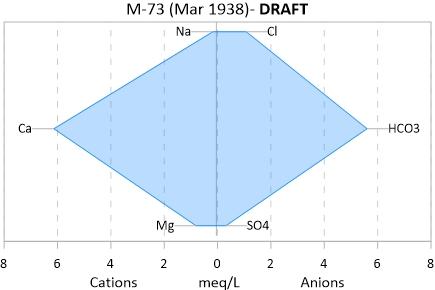 M-73 (Mar 1938)- DRAFT
Na Cl
Ca HCO3
Mg SO4
8 6 4 2 0 2 4 6 8
Cations meq/L Anions